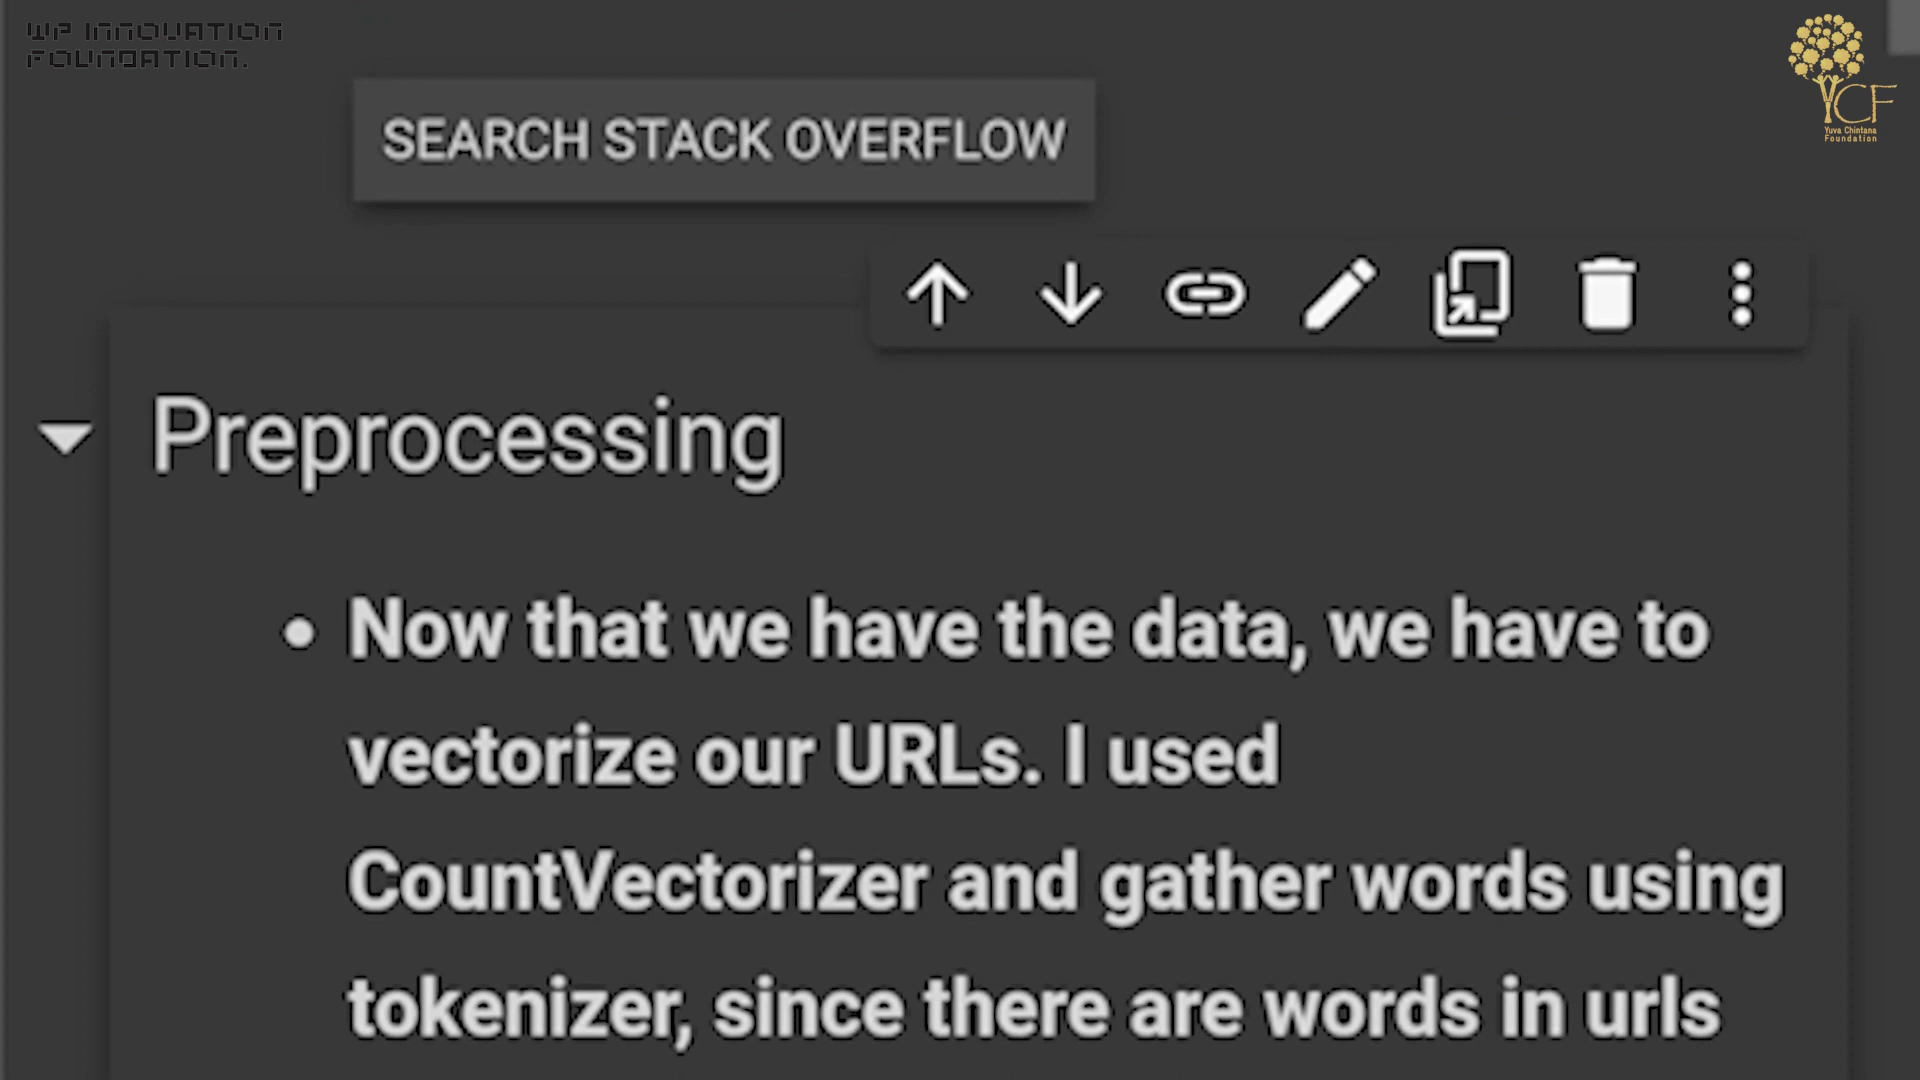 WP INNOVATION
FOUNDATION.
YCF
Yuva Chintana
Foundation
SEARCH STACK OVERFLOW
Preprocessing
• Now that we have the data, we have to
vectorize our URLs. I used
CountVectorizer and gather words using
tokenizer, since there are words in urls